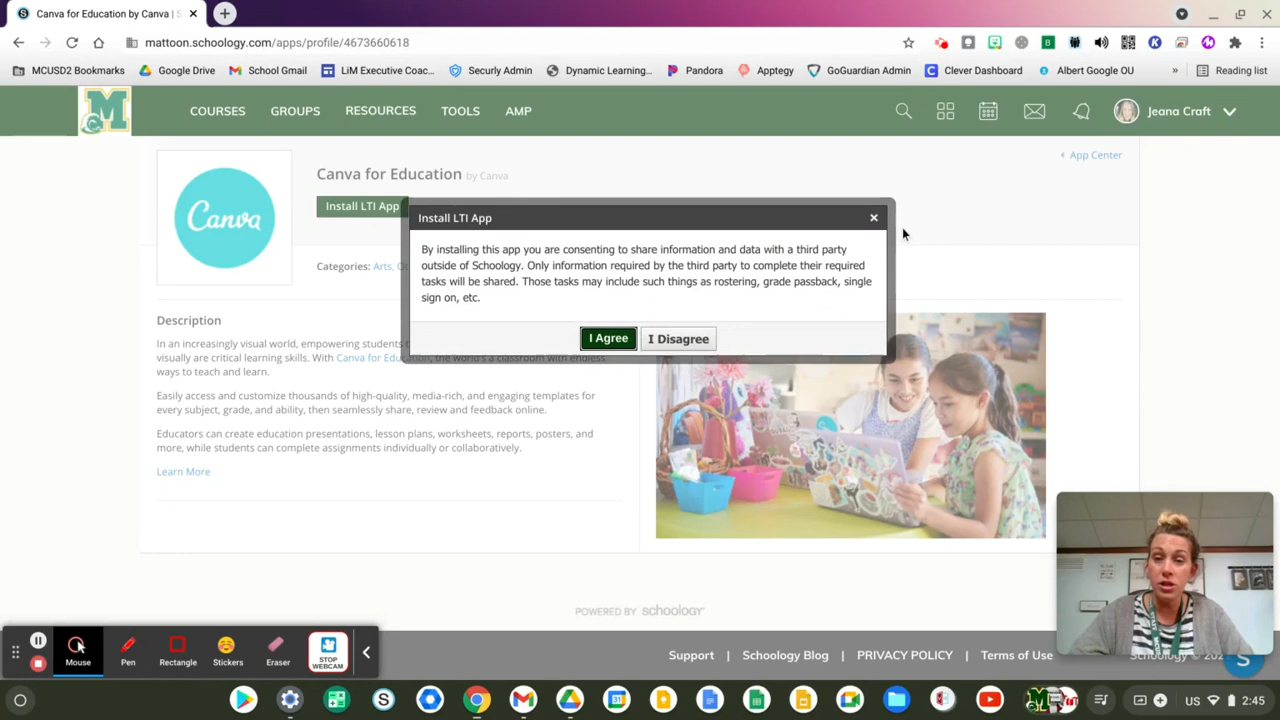 Canva for Education by Canva | S
mattoon.schoology.com/apps/profile/4673660618
MCUSD2 Bookmarks
Google Drive
School Gmail
LiM Executive Coac...
Securly Admin
Dynamic Learning...
Pandora
Apptegy
GoGuardian Admin
Clever Dashboard
Albert Google OU
»
Reading list
M
COURSES
GROUPS
RESOURCES
TOOLS
AMP
Jeana Craft
App Center
Canva
Canva for Education by Canva
Install LTI App
Categories: Arts,
Install LTI App
By installing this app you are consenting to share information and data with a third party
outside of Schoology. Only information required by the third party to complete their required
tasks will be shared. Those tasks may include such things as rostering, grade passback, single
sign on, etc.
I Agree
I Disagree
Description
In an increasingly visual world, empowering students t
visually are critical learning skills. With Canva for Education, the world's a classroom with endless
ways to teach and learn.
Easily access and customize thousands of high-quality, media-rich, and engaging templates for
every subject, grade, and ability, then seamlessly share, review and feedback online.
Educators can create education presentations, lesson plans, worksheets, reports, posters, and
more, while students can complete assignments individually or collaboratively.
Learn More
POWERED BY schoology
Support | Schoology Blog | PRIVACY POLICY | Terms of Use
Schoology © 202
Mouse
Pen
Rectangle
Stickers
Eraser
STOP
WEBCAM
US
2:45